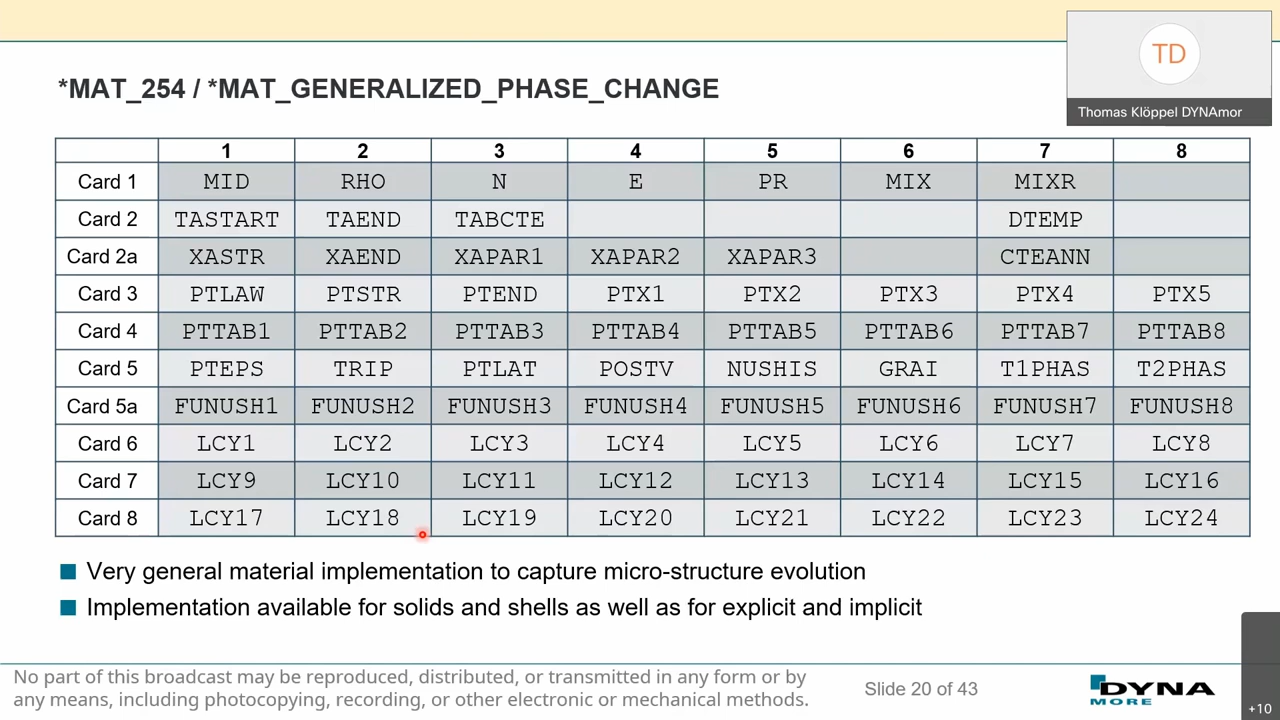 TD
Thomas Klöppel DYNAmor
*MAT_254 / *MAT_GENERALIZED_PHASE_CHANGE
1 2 3 4 5 6 7 8
Card 1 MID RHO N E PR MIX MIXR
Card 2 TASTART TAEND TABCTE DTEMP
Card 2a XASTR XAEND XAPAR1 XAPAR2 XAPAR3 CTEANN
Card 3 PTLAW PTSTR PTEND PTX1 PTX2 PTX3 PTX4 PTX5
Card 4 PTTAB1 PTTAB2 PTTAB3 PTTAB4 PTTAB5 PTTAB6 PTTAB7 PTTAB8
Card 5 PTEPS TRIP PTLAT POSTV NUSHIS GRAI T1PHAS T2PHAS
Card 5a FUNUSH1 FUNUSH2 FUNUSH3 FUNUSH4 FUNUSH5 FUNUSH6 FUNUSH7 FUNUSH8
Card 6 LCY1 LCY2 LCY3 LCY4 LCY5 LCY6 LCY7 LCY8
Card 7 LCY9 LCY10 LCY11 LCY12 LCY13 LCY14 LCY15 LCY16
Card 8 LCY17 LCY18 LCY19 LCY20 LCY21 LCY22 LCY23 LCY24
Very general material implementation to capture micro-structure evolution
Implementation available for solids and shells as well as for explicit and implicit
No part of this broadcast may be reproduced, distributed, or transmitted in any form or by
any means, including photocopying, recording, or other electronic or mechanical methods.
Slide 20 of 43
DYNA
MORE
+10